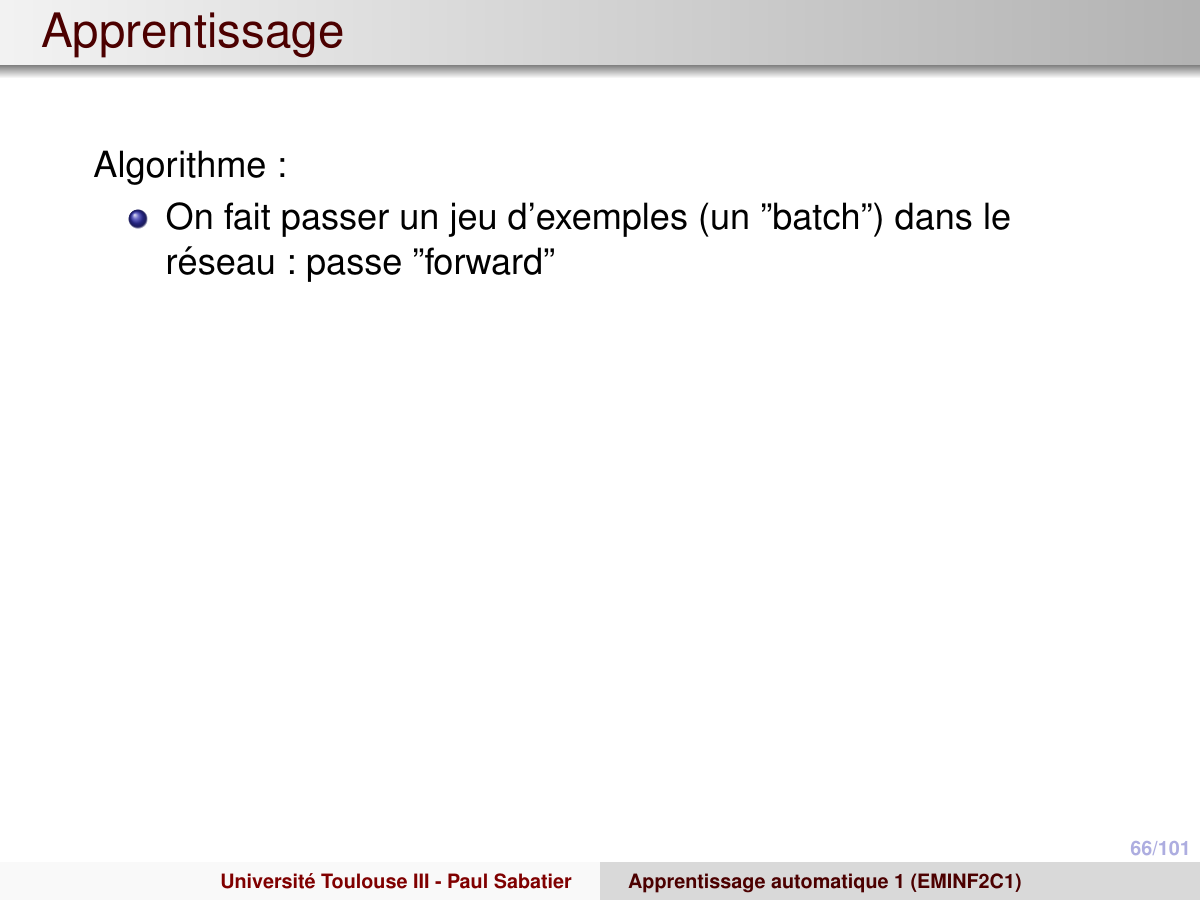 Apprentissage
Algorithme :
On fait passer un jeu d’exemples (un ”batch”) dans le
réseau : passe ”forward”
66/101
Université Toulouse III - Paul Sabatier
Apprentissage automatique 1 (EMINF2C1)